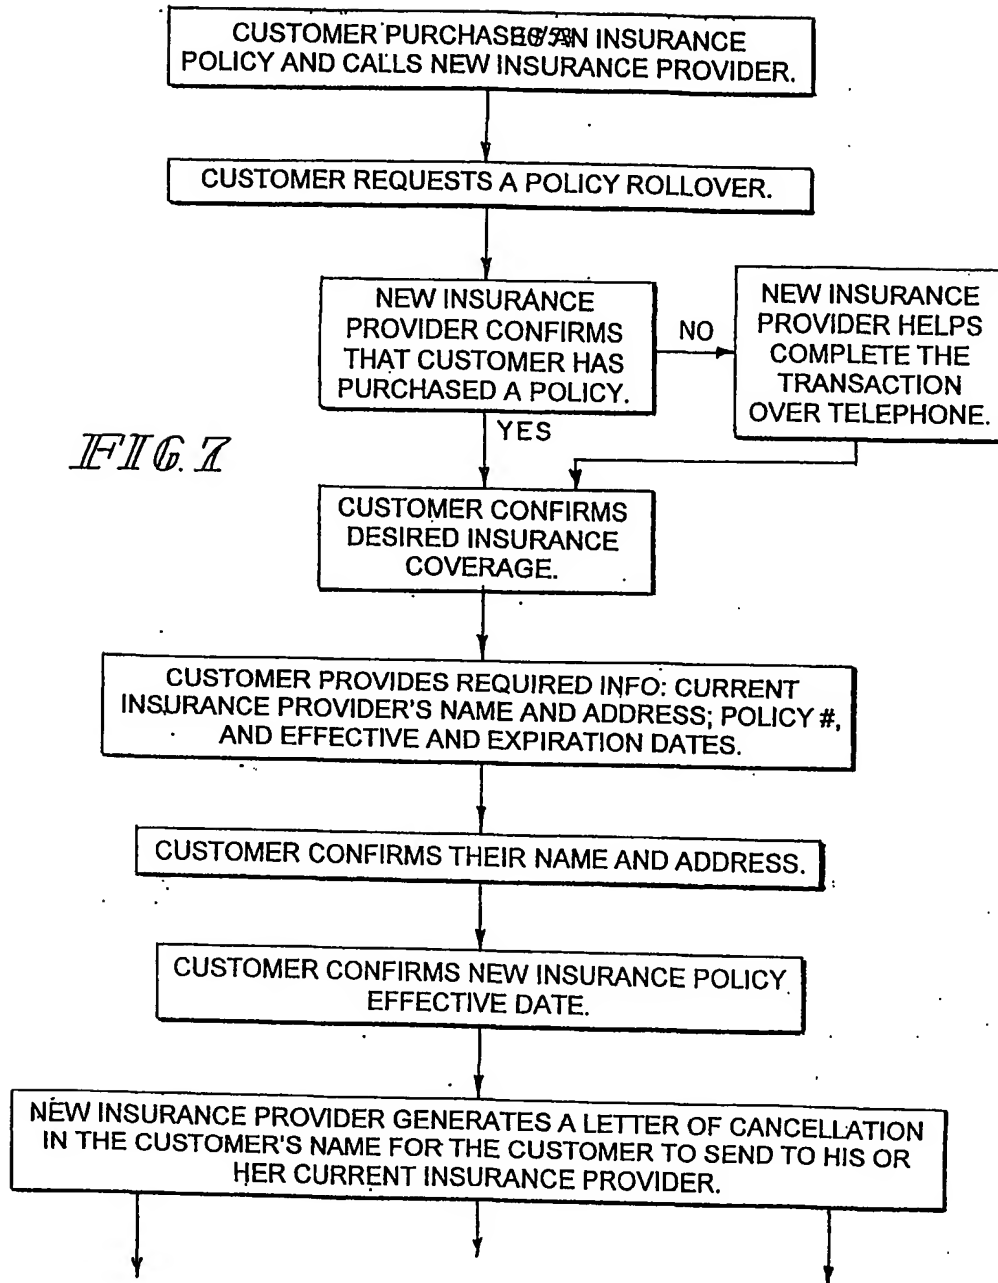 CUSTOMER PURCHASES AN INSURANCE
POLICY AND CALLS NEW INSURANCE PROVIDER.
CUSTOMER REQUESTS A POLICY ROLLOVER.
NEW INSURANCE
PROVIDER CONFIRMS
THAT CUSTOMER HAS
PURCHASED A POLICY.
NO
NEW INSURANCE
PROVIDER HELPS
COMPLETE THE
TRANSACTION
OVER TELEPHONE.
YES
FIG. 7
CUSTOMER CONFIRMS
DESIRED INSURANCE
COVERAGE.
CUSTOMER PROVIDES REQUIRED INFO: CURRENT
INSURANCE PROVIDER'S NAME AND ADDRESS; POLICY #,
AND EFFECTIVE AND EXPIRATION DATES.
CUSTOMER CONFIRMS THEIR NAME AND ADDRESS.
CUSTOMER CONFIRMS NEW INSURANCE POLICY
EFFECTIVE DATE.
NEW INSURANCE PROVIDER GENERATES A LETTER OF CANCELLATION
IN THE CUSTOMER'S NAME FOR THE CUSTOMER TO SEND TO HIS OR
HER CURRENT INSURANCE PROVIDER.